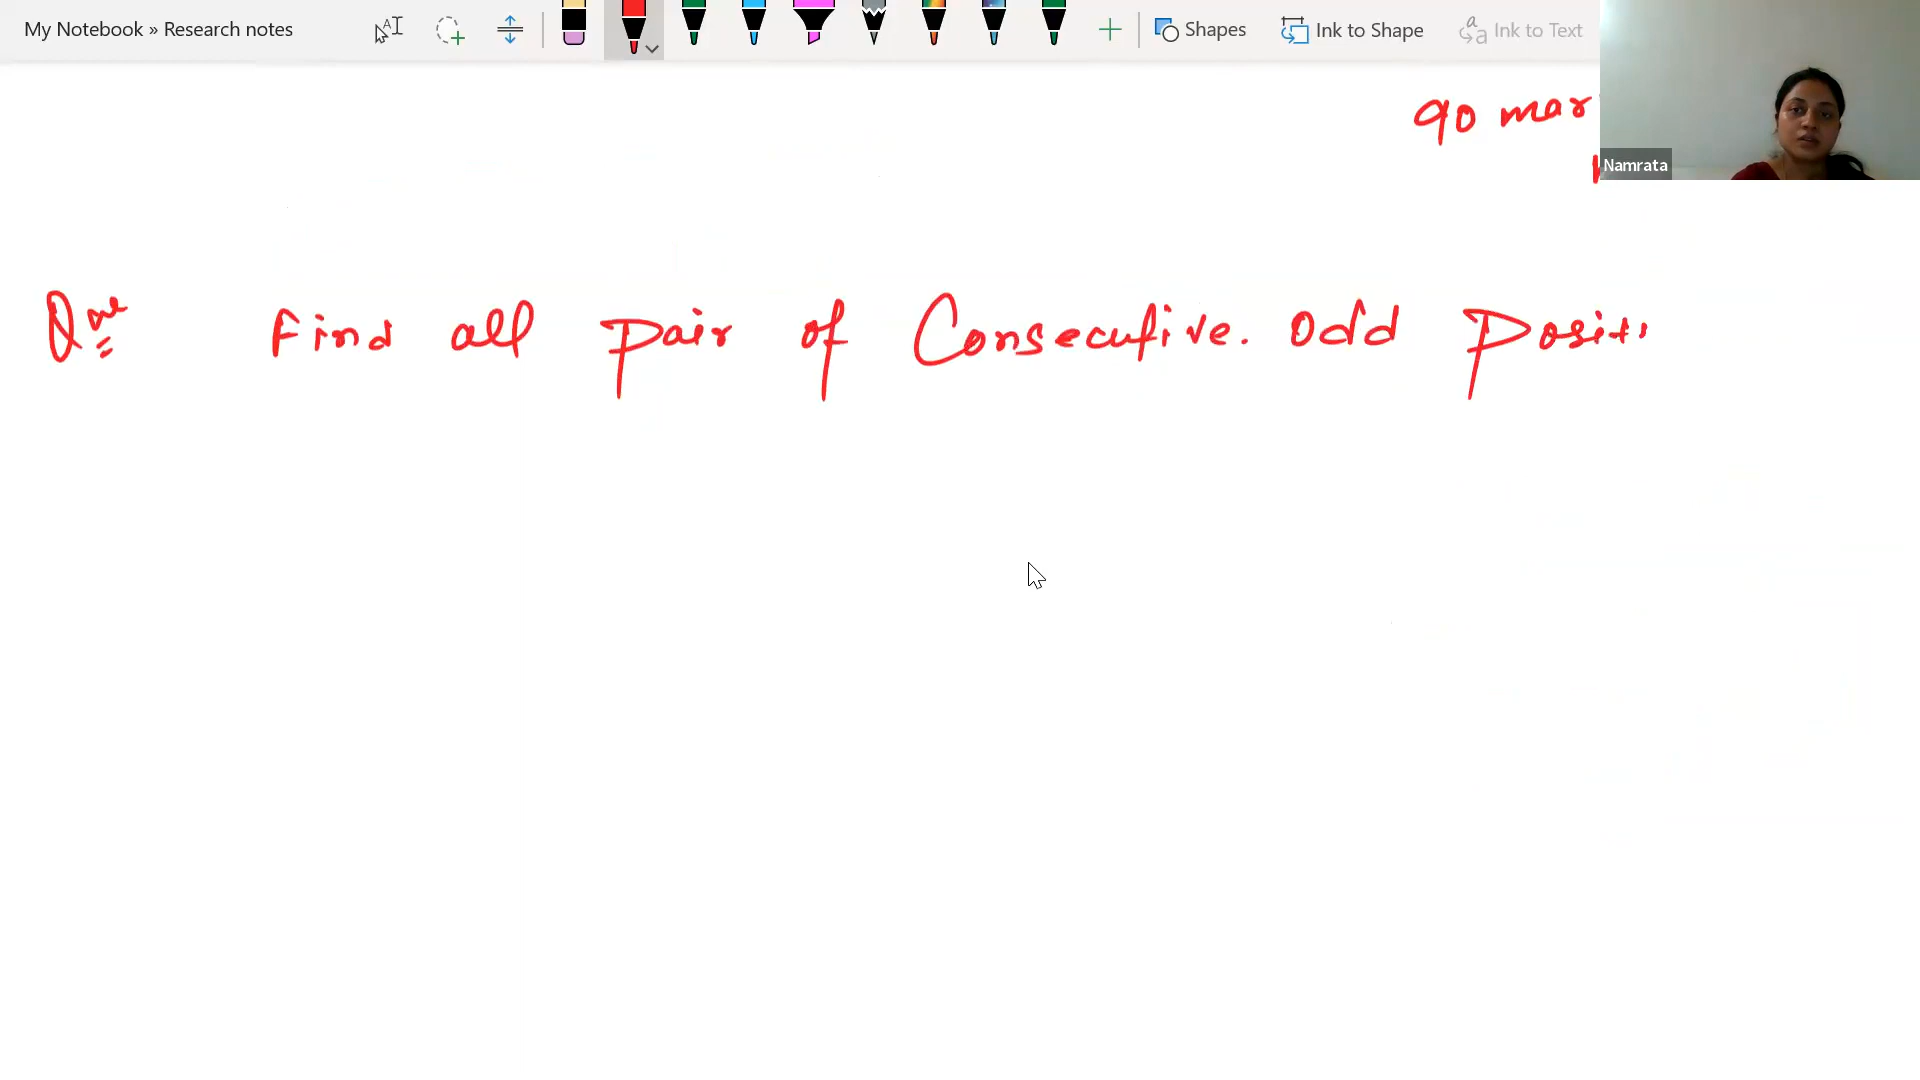 My Notebook » Research notes
Shapes
Ink to Shape
Ink to Text
90 mar
Namrata
Que Find all pair of Consecutive. Odd Positi